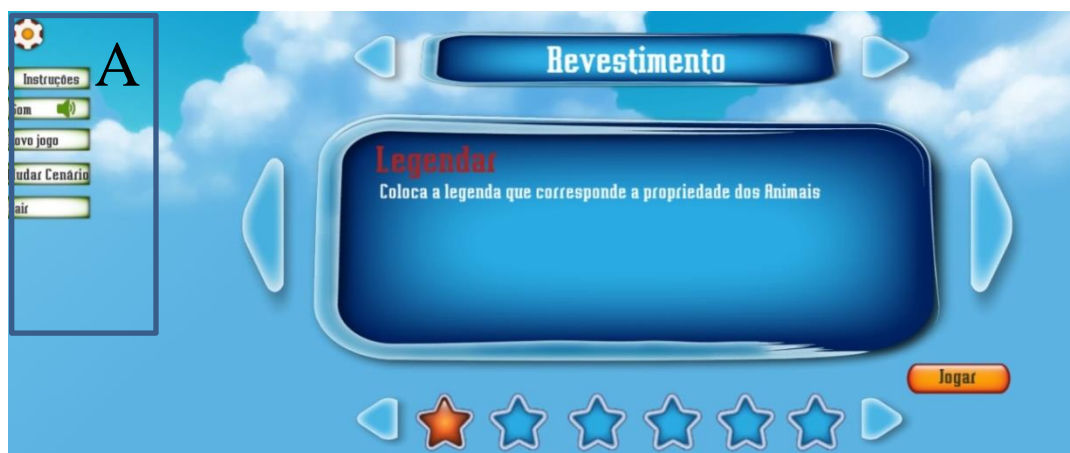 A
Instruções
Som
ovo jogo
udar Cenário
air
Revestimento
Legendar
Coloca a legenda que corresponde a propriedade dos Animais
Jogar